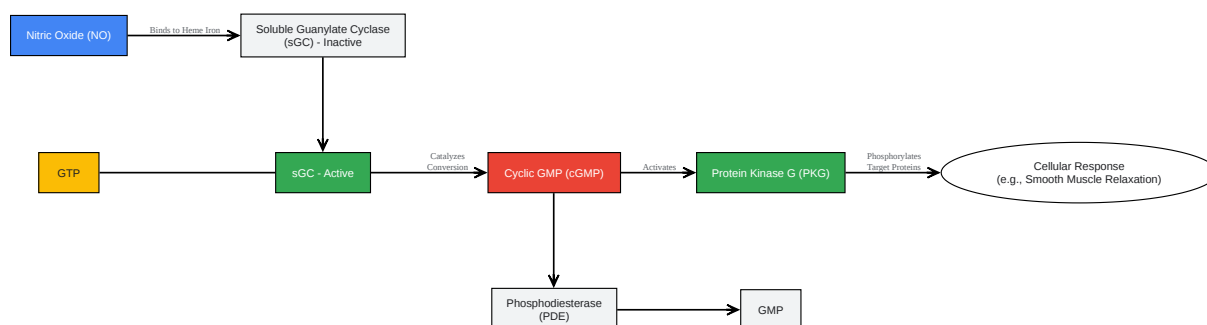 Nitric Oxide (NO)
Binds to Heme Iron
Soluble Guanylate Cyclase
(sGC) - Inactive
GTP
sGC - Active
Catalyzes
Conversion
Cyclic GMP (cGMP)
Activates
Protein Kinase G (PKG)
Phosphorylates
Target Proteins
Cellular Response
(e.g., Smooth Muscle Relaxation)
Phosphodiesterase
(PDE)
GMP